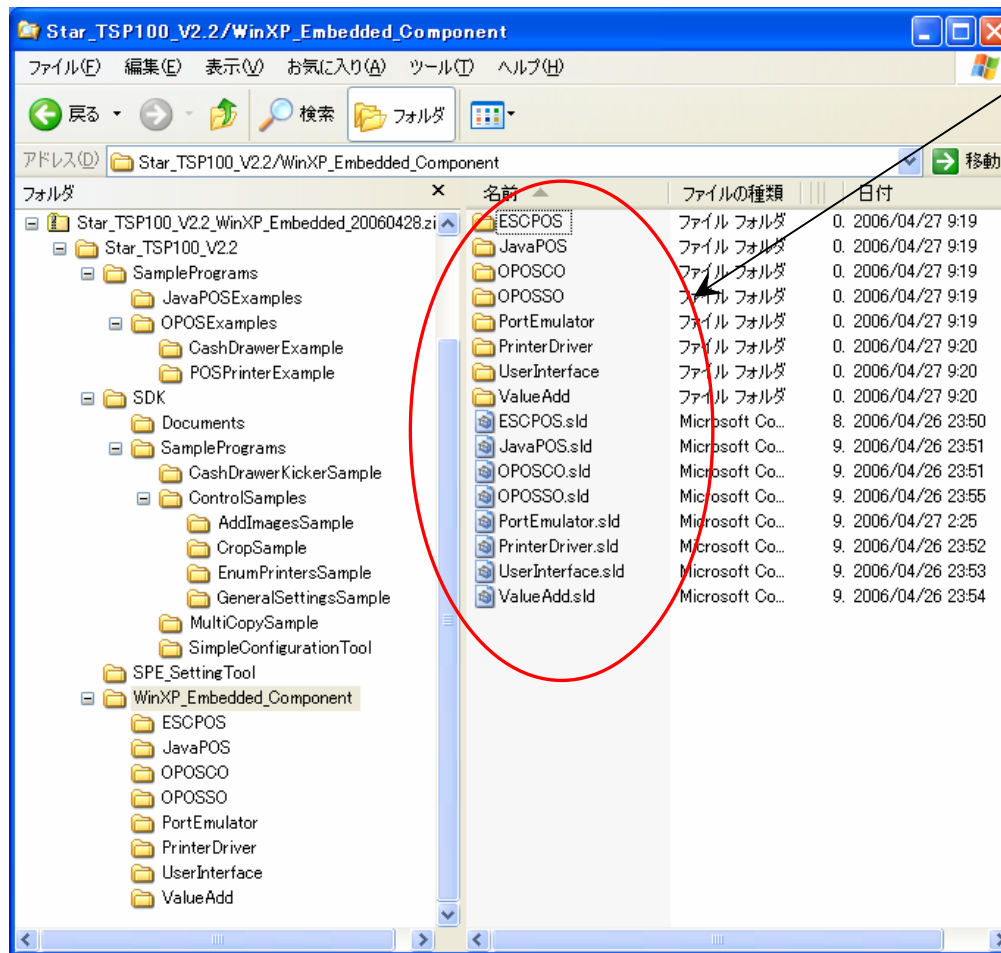 Star_TSP100_V2.2/WinXP_Embedded_Component
ファイル(F) 編集(E) 表示(V) お気に入り(A) ツール(T) ヘルプ(H)
戻る 検索 フォルダ
アドレス(D) Star_TSP100_V2.2/WinXP_Embedded_Component 移動
フォルダ × 名前 ファイルの種類 日付
Star_TSP100_V2.2_WinXP_Embedded_20060428.zi
Star_TSP100_V2.2
SamplePrograms
JavaPOSExamples
OPOSExamples
CashDrawerExample
POSPrinterExample
SDK
Documents
SamplePrograms
CashDrawerKickerSample
ControlSamples
AddImagesSample
CropSample
EnumPrintersSample
GeneralSettingsSample
MultiCopySample
SimpleConfigurationTool
SPE_SettingTool
WinXP_Embedded_Component
ESCPOS
JavaPOS
OPOSCO
OPOSSO
PortEmulator
PrinterDriver
UserInterface
ValueAdd
ESCPOS ファイル フォルダ 0. 2006/04/27 9:19
JavaPOS ファイル フォルダ 0. 2006/04/27 9:19
OPOSCO ファイル フォルダ 0. 2006/04/27 9:19
OPOSSO ファイル フォルダ 0. 2006/04/27 9:19
PortEmulator ファイル フォルダ 0. 2006/04/27 9:19
PrinterDriver ファイル フォルダ 0. 2006/04/27 9:20
UserInterface ファイル フォルダ 0. 2006/04/27 9:20
ValueAdd ファイル フォルダ 0. 2006/04/27 9:20
ESCPOS.sld Microsoft Co... 8. 2006/04/26 23:50
JavaPOS.sld Microsoft Co... 9. 2006/04/26 23:51
OPOSCO.sld Microsoft Co... 9. 2006/04/26 23:51
OPOSSO.sld Microsoft Co... 9. 2006/04/26 23:55
PortEmulator.sld Microsoft Co... 9. 2006/04/27 2:25
PrinterDriver.sld Microsoft Co... 9. 2006/04/26 23:52
UserInterface.sld Microsoft Co... 9. 2006/04/26 23:53
ValueAdd.sld Microsoft Co... 9. 2006/04/26 23:54